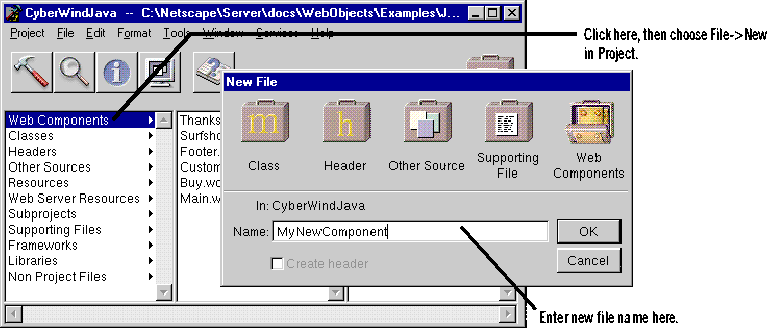 CyberWindJava -- C:\Netscape\Server\docs\WebObjects\Examples\J...
Project File Edit Format Tools Window Services Help
Click here, then choose File->New
in Project.
New File
Web Components
Classes
Headers
Other Sources
Resources
Web Server Resources
Subprojects
Supporting Files
Frameworks
Libraries
Non Project Files
Thanks
Surfsho
Footer.
Custom
Buy.wo
Main.w
m
h
Class
Header
Other Source
Supporting
File
Web
Components
In: CyberWindJava
Name: MyNewComponent
OK
Create header
Cancel
Enter new file name here.